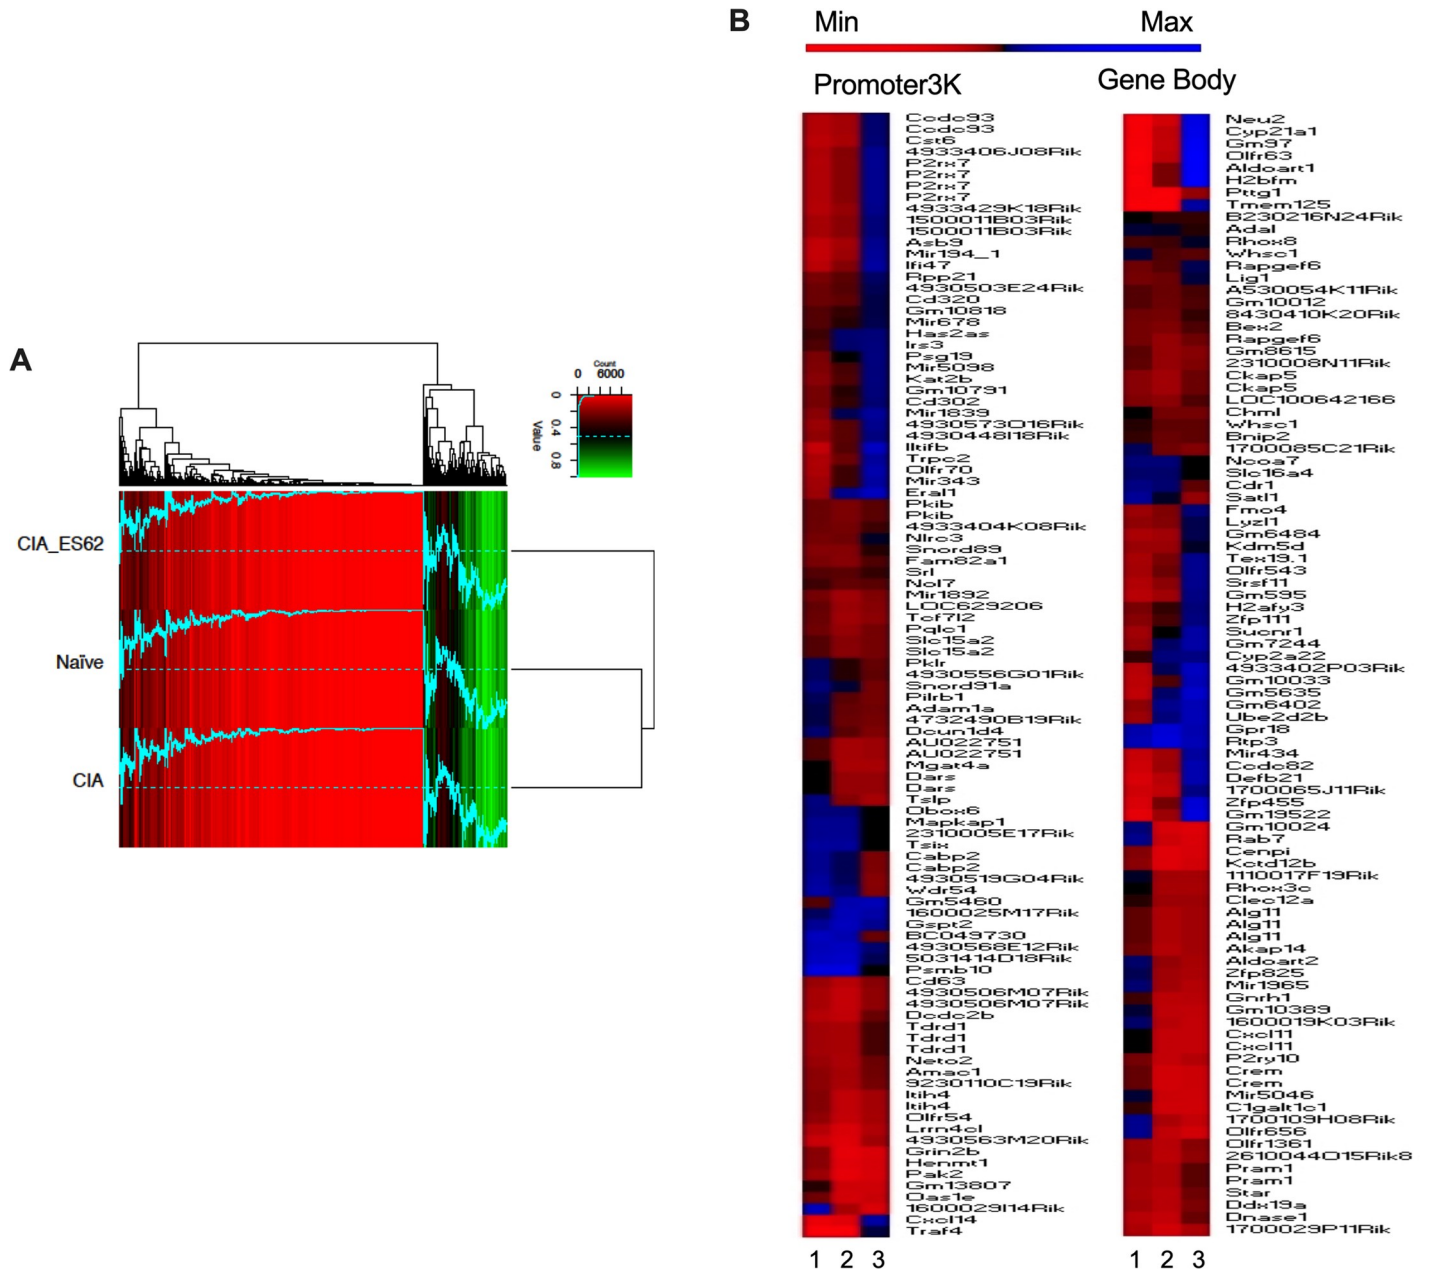 A
Count
0 6000
0
0.4
0.8
Value
CIA_ES62
Naïve
CIA
B
Min Max
Promoter3K
Ccdc93
Ccdc93
Cst6
4933406J08Rik
P2rx7
P2rx7
P2rx7
P2rx7
4933429K18Rik
1500011B03Rik
1500011B03Rik
Asb9
Mir194_1
Ifi47
Rpp21
4930503E24Rik
Cd320
Gm10818
Mir678
Has2as
Irs3
Psg19
Mir5098
Kat2b
Gm10791
Cd302
Mir1839
4930573O16Rik
4930448I18Rik
Iltifb
Trpc2
Olfr70
Mir343
Eral1
Pkib
Pkib
4933404K08Rik
Nlrc3
Snord89
Fam82a1
Srl
Nol7
Mir1892
LOC629206
Tcf7l2
Pqlc1
Slc15a2
Slc15a2
Pklr
4930556G01Rik
Snord91a
Pilrb1
Adam1a
4732490B19Rik
Dcun1d4
AU022751
AU022751
Mgat4a
Dars
Dars
Tslp
Obox6
Mapkap1
2310005E17Rik
Tsix
Cabp2
Cabp2
4930519G04Rik
Wdr54
Gm5460
1600025M17Rik
Gspt2
BC049730
4930568E12Rik
5031414D18Rik
Psmb10
Cd63
4930506M07Rik
4930506M07Rik
Dcdc2b
Tdrd1
Tdrd1
Tdrd1
Neto2
Amac1
9230110C19Rik
Itih4
Itih4
Olfr54
Lrrn4cl
4930563M20Rik
Grin2b
Henmt1
Pak2
Gm13807
Oas1e
1600029I14Rik
Cxcl14
Traf4
1 2 3
Gene Body
Neu2
Cyp21a1
Gm97
Olfr63
Aldoart1
H2bfm
Pttg1
Tmem125
B230216N24Rik
Adal
Rhox8
Whsc1
Rapgef6
Lig1
A530054K11Rik
Gm10012
8430410K20Rik
Bex2
Rapgef6
Gm8615
2310008N11Rik
Ckap5
Ckap5
LOC100642166
Chml
Whsc1
Bnip2
1700085C21Rik
Ncoa7
Slc16a4
Cdr1
Satl1
Fmo4
Lyzl1
Gm6484
Kdm5d
Tex19.1
Olfr543
Srsf11
Gm595
H2afy3
Zfp111
Sucnr1
Gm7244
Cyp2a22
4933402P03Rik
Gm10033
Gm5635
Gm6402
Ube2d2b
Gpr18
Rtp3
Mir434
Ccdc82
Defb21
1700065J11Rik
Zfp455
Gm19522
Gm10024
Rab7
Cenpi
Kctd12b
1110017F19Rik
Rhox3c
Clec12a
Alg11
Alg11
Alg11
Akap14
Aldoart2
Zfp825
Mir1965
Gnrh1
Gm10389
1600019K03Rik
Cxcl11
Cxcl11
P2ry10
Crem
Crem
Mir5046
C1galt1c1
1700109H08Rik
Olfr656
Olfr1361
2610044O15Rik8
Pram1
Pram1
Star
Ddx19a
Dnase1
1700029P11Rik
1 2 3